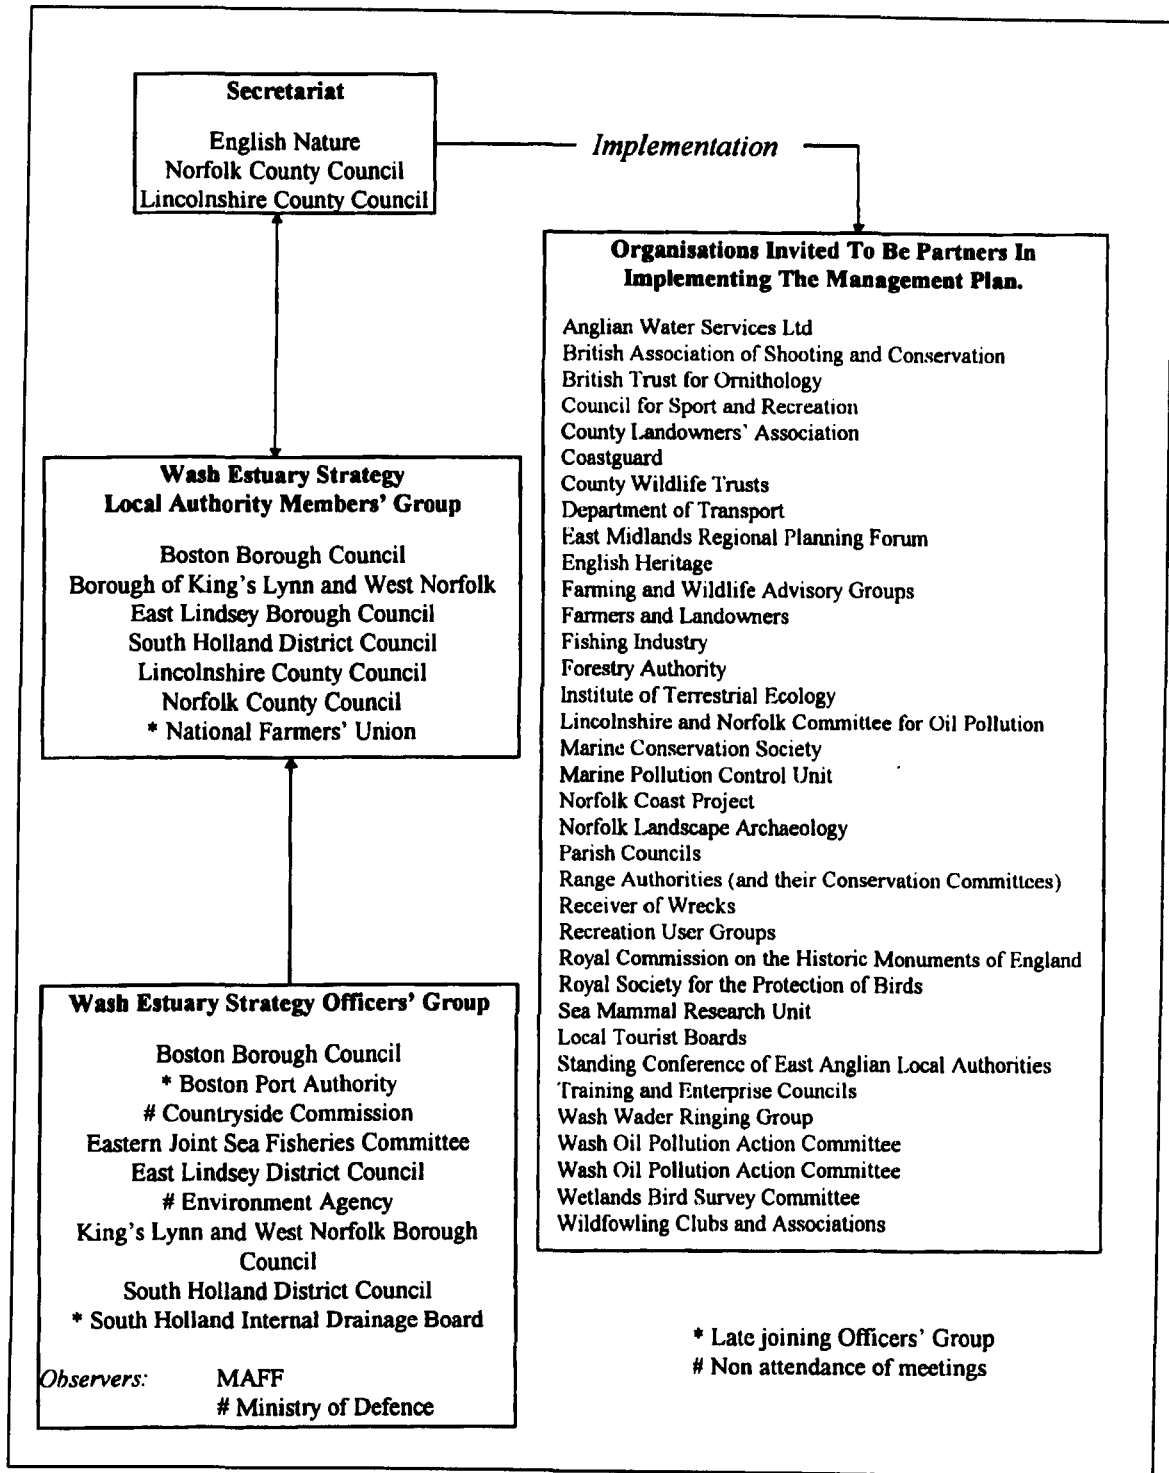 Secretariat
English Nature
Norfolk County Council
Lincolnshire County Council
Implementation
Organisations Invited To Be Partners In
Implementing The Management Plan.
Anglian Water Services Ltd
British Association of Shooting and Conservation
British Trust for Ornithology
Council for Sport and Recreation
County Landowners' Association
Coastguard
County Wildlife Trusts
Department of Transport
East Midlands Regional Planning Forum
English Heritage
Farming and Wildlife Advisory Groups
Farmers and Landowners
Fishing Industry
Forestry Authority
Institute of Terrestrial Ecology
Lincolnshire and Norfolk Committee for Oil Pollution
Marine Conservation Society
Marine Pollution Control Unit
Norfolk Coast Project
Norfolk Landscape Archaeology
Parish Councils
Range Authorities (and their Conservation Committees)
Receiver of Wrecks
Recreation User Groups
Royal Commission on the Historic Monuments of England
Royal Society for the Protection of Birds
Sea Mammal Research Unit
Local Tourist Boards
Standing Conference of East Anglian Local Authorities
Training and Enterprise Councils
Wash Wader Ringing Group
Wash Oil Pollution Action Committee
Wash Oil Pollution Action Committee
Wetlands Bird Survey Committee
Wildfowling Clubs and Associations
Wash Estuary Strategy
Local Authority Members' Group
Boston Borough Council
Borough of King's Lynn and West Norfolk
East Lindsey Borough Council
South Holland District Council
Lincolnshire County Council
Norfolk County Council
* National Farmers' Union
Wash Estuary Strategy Officers' Group
Boston Borough Council
* Boston Port Authority
# Countryside Commission
Eastern Joint Sea Fisheries Committee
East Lindsey District Council
# Environment Agency
King's Lynn and West Norfolk Borough
Council
South Holland District Council
* South Holland Internal Drainage Board
Observers: MAFF
# Ministry of Defence
* Late joining Officers' Group
# Non attendance of meetings